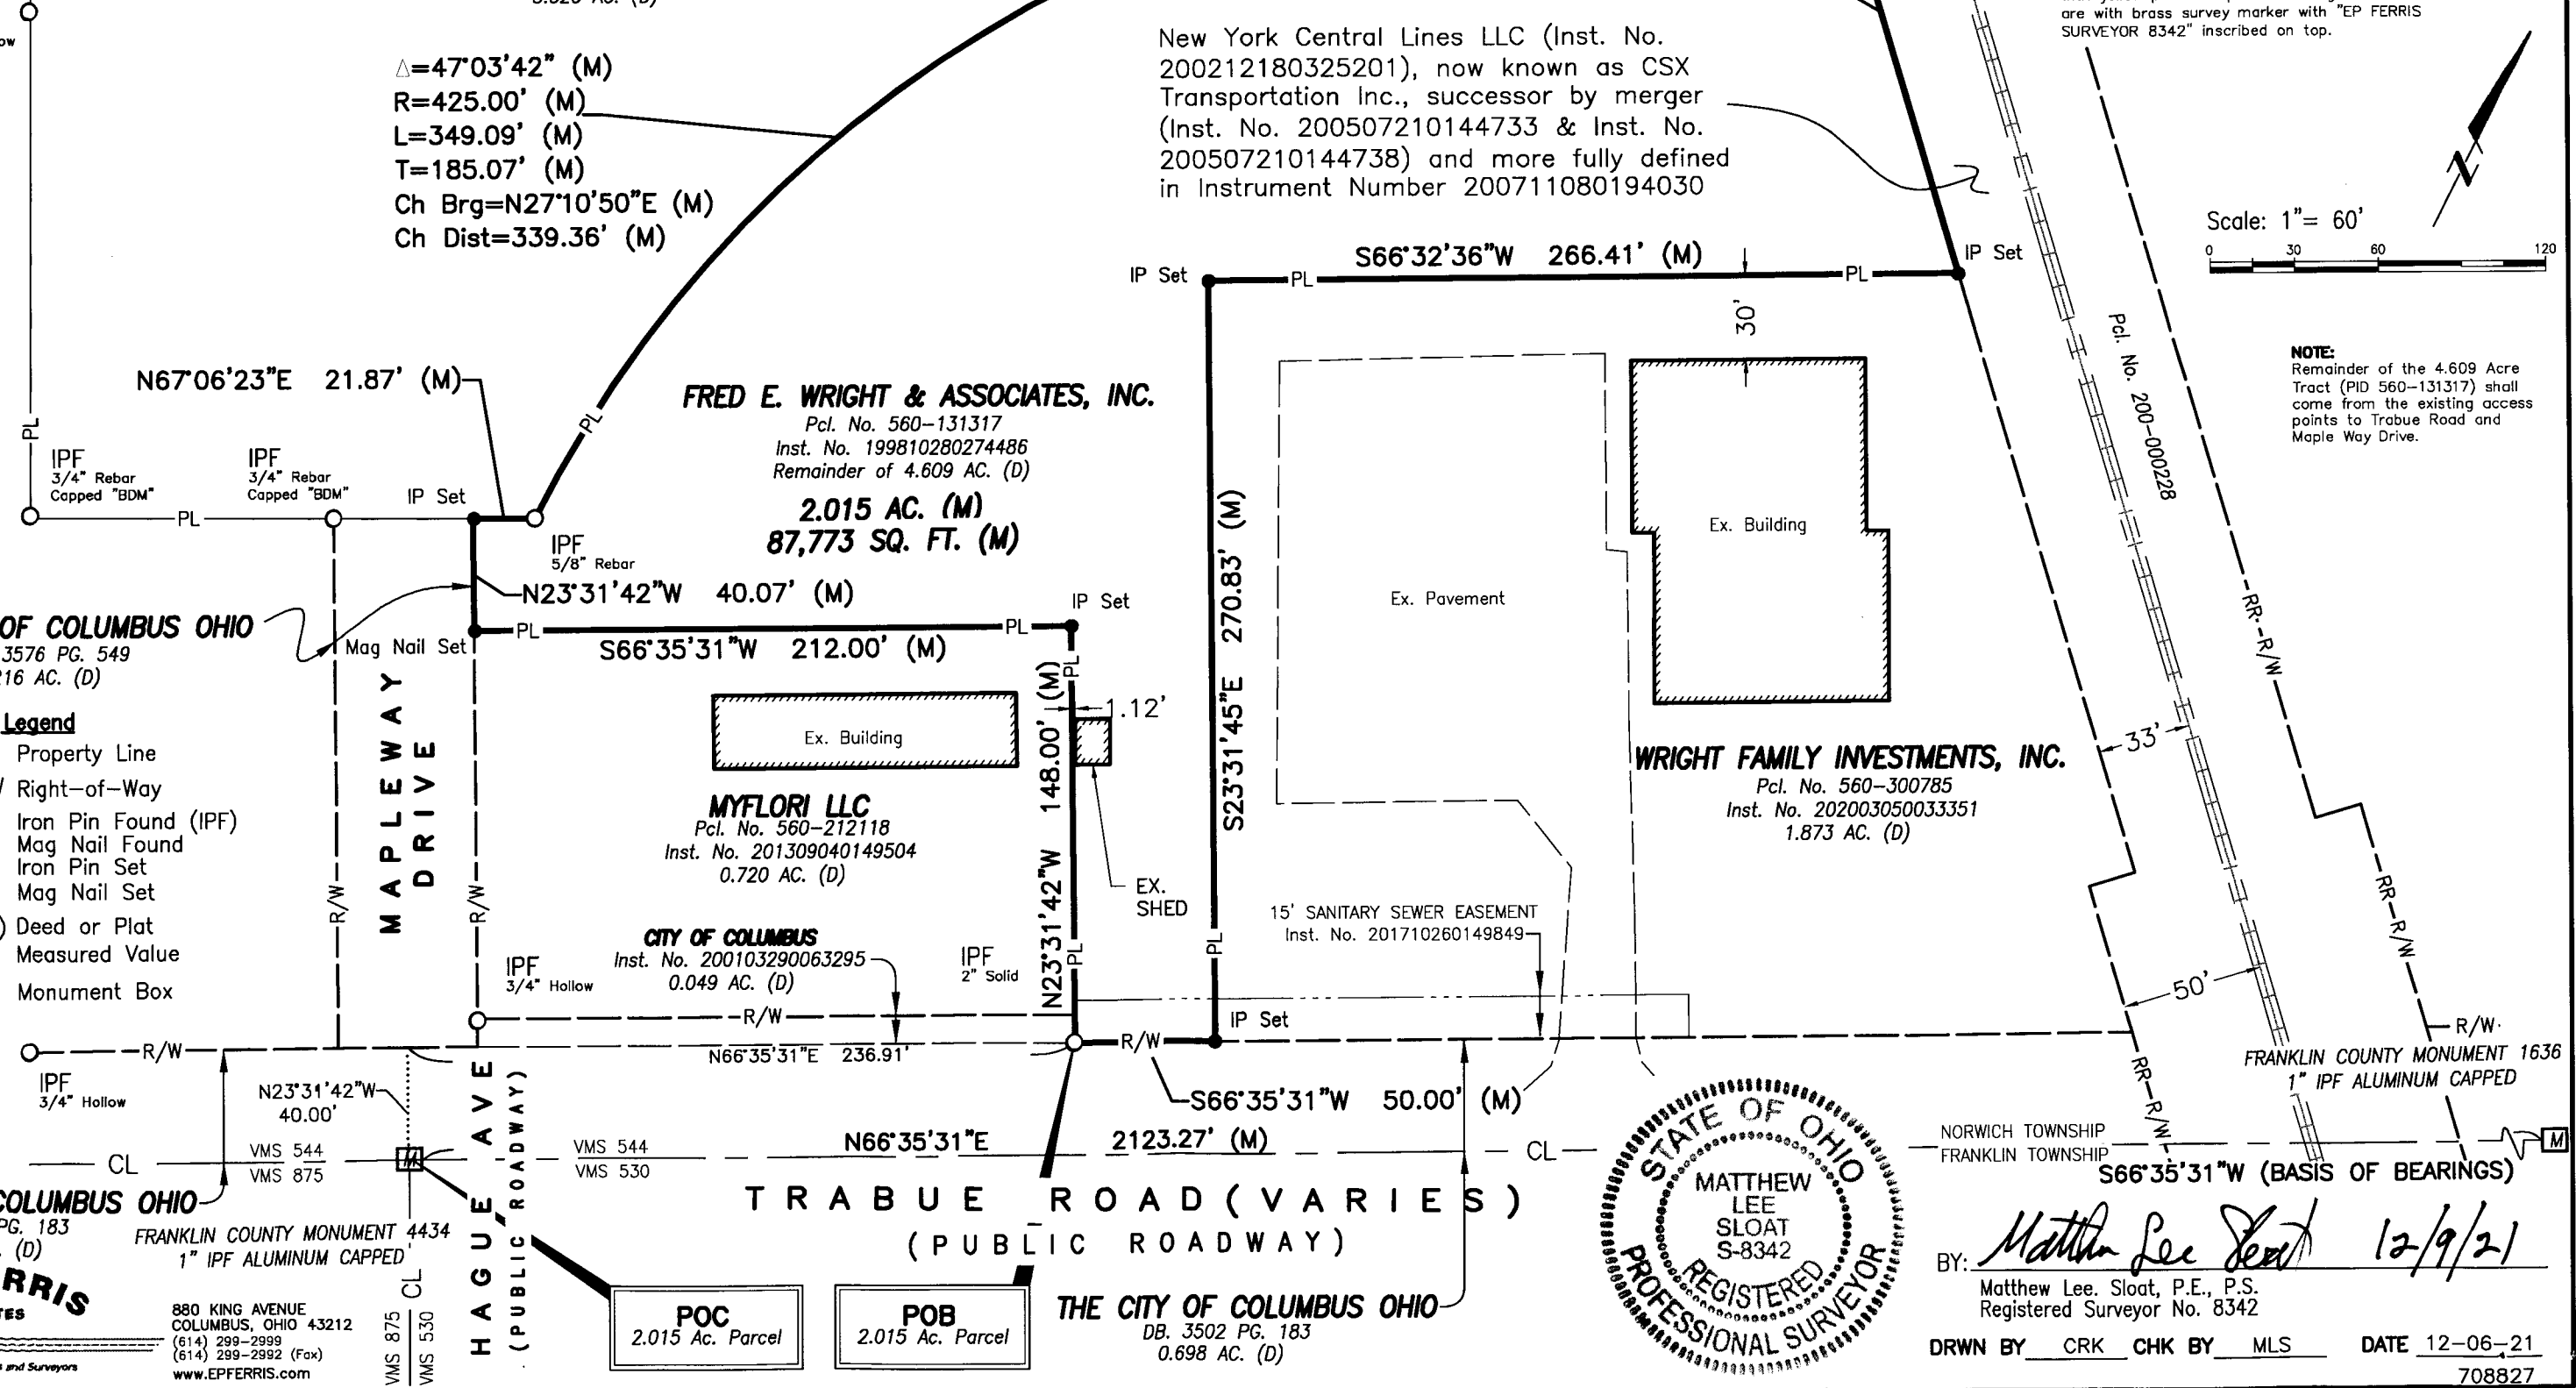 are with brass survey marker with "EP FERRIS
SURVEYOR 8342" inscribed on top.
△=47°03'42" (M)
R=425.00' (M)
L=349.09' (M)
T=185.07' (M)
Ch Brg=N27°10'50"E (M)
Ch Dist=339.36' (M)
New York Central Lines LLC (Inst. No.
200212180325201), now known as CSX
Transportation Inc., successor by merger
(Inst. No. 200507210144733 & Inst. No.
200507210144738) and more fully defined
in Instrument Number 200711080194030
N
Scale: 1"= 60'
0 30 60 120
S66°32'36"W 266.41' (M)
IP Set
PL
PL
IP Set
30'
Pcl. No. 200-000228
NOTE:
Remainder of the 4.609 Acre
Tract (PID 560-131317) shall
come from the existing access
points to Trabue Road and
Maple Way Drive.
N67°06'23"E 21.87' (M)
PL
PL
FRED E. WRIGHT & ASSOCIATES, INC.
Pcl. No. 560-131317
Inst. No. 199810280274486
Remainder of 4.609 AC. (D)
2.015 AC. (M)
87,773 SQ. FT. (M)
IPF
3/4" Rebar
Capped "BDM"
IPF
3/4" Rebar
Capped "BDM"
IP Set
PL
IPF
5/8" Rebar
N23°31'42"W 40.07' (M)
IP Set
PL
PL
S66°35'31"W 212.00' (M)
Mag Nail Set
OF COLUMBUS OHIO
3576 PG. 549
16 AC. (D)
Ex. Building
Ex. Pavement
S23°31'45"E 270.83' (M)
PL
RR-R/W
Legend
Property Line
Right-of-Way
Iron Pin Found (IPF)
Mag Nail Found
Iron Pin Set
Mag Nail Set
Deed or Plat
Measured Value
Monument Box
MAPLEWAY
DRIVE
R/W
R/W
Ex. Building
MYFLORI LLC
Pcl. No. 560-212118
Inst. No. 201309040149504
0.720 AC. (D)
N23°31'42"W 148.00' (M)
PL
PL
1.12'
EX.
SHED
WRIGHT FAMILY INVESTMENTS, INC.
Pcl. No. 560-300785
Inst. No. 202003050033351
1.873 AC. (D)
33'
50'
RR-R/W
15' SANITARY SEWER EASEMENT
Inst. No. 201710260149849
CITY OF COLUMBUS
Inst. No. 200103290063295
0.049 AC. (D)
IPF
3/4" Hollow
IPF
2" Solid
R/W
IP Set
R/W
R/W
N66°35'31"E 236.91'
R/W
IPF
3/4" Hollow
N23°31'42"W
40.00'
S66°35'31"W 50.00' (M)
FRANKLIN COUNTY MONUMENT 1636
1" IPF ALUMINUM CAPPED
RR-R/W
CL
VMS 544
VMS 875
M
VMS 544
VMS 530
N66°35'31"E 2123.27' (M)
CL
NORWICH TOWNSHIP
FRANKLIN TOWNSHIP
M
S66°35'31"W (BASIS OF BEARINGS)
TRABUE ROAD (VARIES)
(PUBLIC ROADWAY)
HAGUE AVE
(PUBLIC ROADWAY)
COLUMBUS OHIO
PG. 183
(D)
FRANKLIN COUNTY MONUMENT 4434
1" IPF ALUMINUM CAPPED
CL
VMS 875
VMS 530
RRIS
880 KING AVENUE
COLUMBUS, OHIO 43212
(614) 299-2999
(614) 299-2992 (Fax)
www.EPFERRIS.com
and Surveyors
POC
2.015 Ac. Parcel
POB
2.015 Ac. Parcel
THE CITY OF COLUMBUS OHIO
DB. 3502 PG. 183
0.698 AC. (D)
STATE OF OHIO
MATTHEW
LEE
SLOAT
S-8342
REGISTERED
PROFESSIONAL SURVEYOR
BY: Matthew Lee Sloat 12/9/21
Matthew Lee. Sloat, P.E., P.S.
Registered Surveyor No. 8342
DRWN BY CRK CHK BY MLS DATE 12-06-21
708827